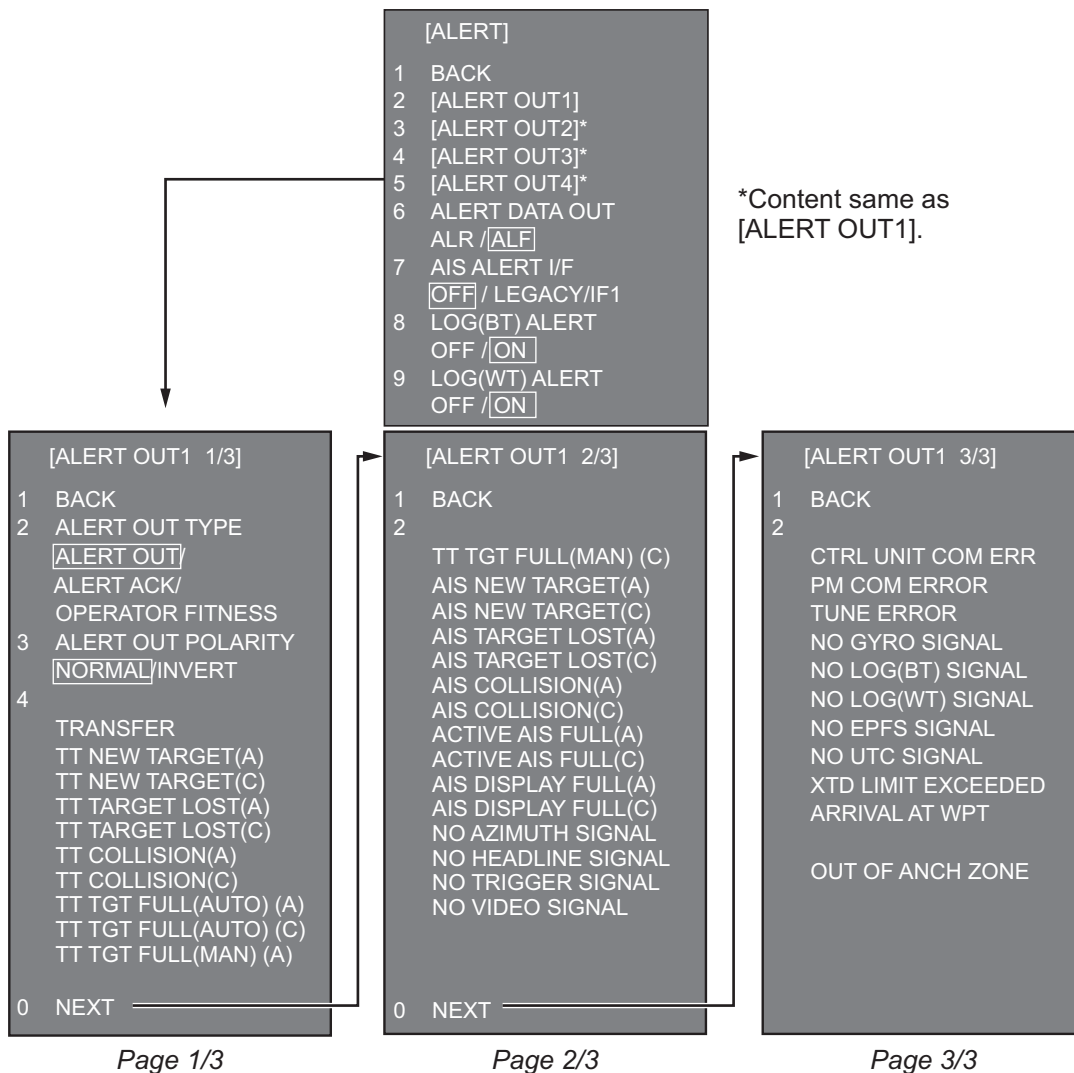 [ALERT]
1 BACK
2 [ALERT OUT1]
3 [ALERT OUT2]*
4 [ALERT OUT3]*
5 [ALERT OUT4]*
6 ALERT DATA OUT
ALR / ALF
7 AIS ALERT I/F
OFF / LEGACY/IF1
8 LOG(BT) ALERT
OFF / ON
9 LOG(WT) ALERT
OFF / ON
*Content same as
[ALERT OUT1].
[ALERT OUT1 1/3]
1 BACK
2 ALERT OUT TYPE
ALERT OUT/
ALERT ACK/
OPERATOR FITNESS
3 ALERT OUT POLARITY
NORMAL/INVERT
4
TRANSFER
TT NEW TARGET(A)
TT NEW TARGET(C)
TT TARGET LOST(A)
TT TARGET LOST(C)
TT COLLISION(A)
TT COLLISION(C)
TT TGT FULL(AUTO) (A)
TT TGT FULL(AUTO) (C)
TT TGT FULL(MAN) (A)
0 NEXT
Page 1/3
[ALERT OUT1 2/3]
1 BACK
2
TT TGT FULL(MAN) (C)
AIS NEW TARGET(A)
AIS NEW TARGET(C)
AIS TARGET LOST(A)
AIS TARGET LOST(C)
AIS COLLISION(A)
AIS COLLISION(C)
ACTIVE AIS FULL(A)
ACTIVE AIS FULL(C)
AIS DISPLAY FULL(A)
AIS DISPLAY FULL(C)
NO AZIMUTH SIGNAL
NO HEADLINE SIGNAL
NO TRIGGER SIGNAL
NO VIDEO SIGNAL
0 NEXT
Page 2/3
[ALERT OUT1 3/3]
1 BACK
2
CTRL UNIT COM ERR
PM COM ERROR
TUNE ERROR
NO GYRO SIGNAL
NO LOG(BT) SIGNAL
NO LOG(WT) SIGNAL
NO EPFS SIGNAL
NO UTC SIGNAL
XTD LIMIT EXCEEDED
ARRIVAL AT WPT
OUT OF ANCH ZONE
Page 3/3